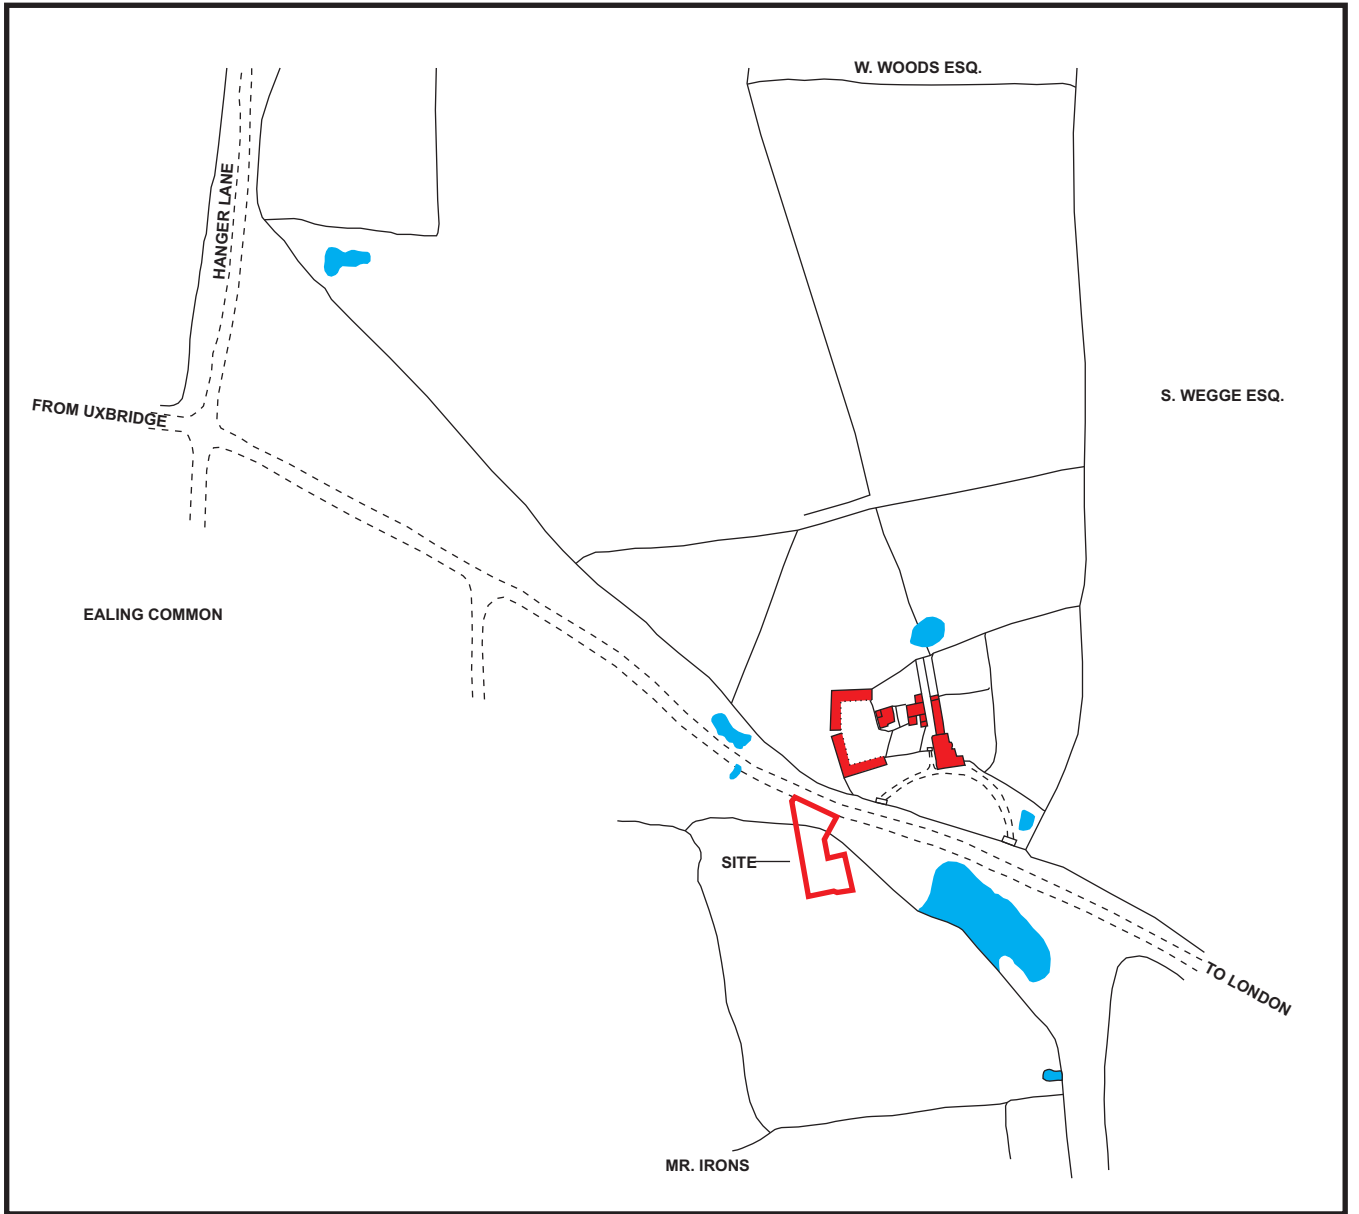 W. WOODS ESQ.
HANGER LANE
S. WEGGE ESQ.
FROM UXBRIDGE
EALING COMMON
SITE
TO LONDON
MR. IRONS